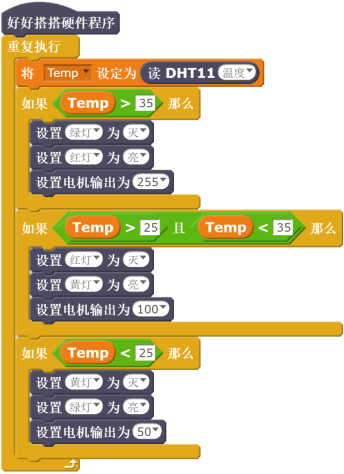 好好搭搭硬件程序
重复执行
将 Temp 设定为 读 DHT11 温度
如果 Temp > 35 那么
设置 绿灯 为 灭
设置 红灯 为 亮
设置电机输出为 255
如果 Temp > 25 且 Temp < 35 那么
设置 红灯 为 灭
设置 黄灯 为 亮
设置电机输出为 100
如果 Temp < 25 那么
设置 黄灯 为 灭
设置 绿灯 为 亮
设置电机输出为 50